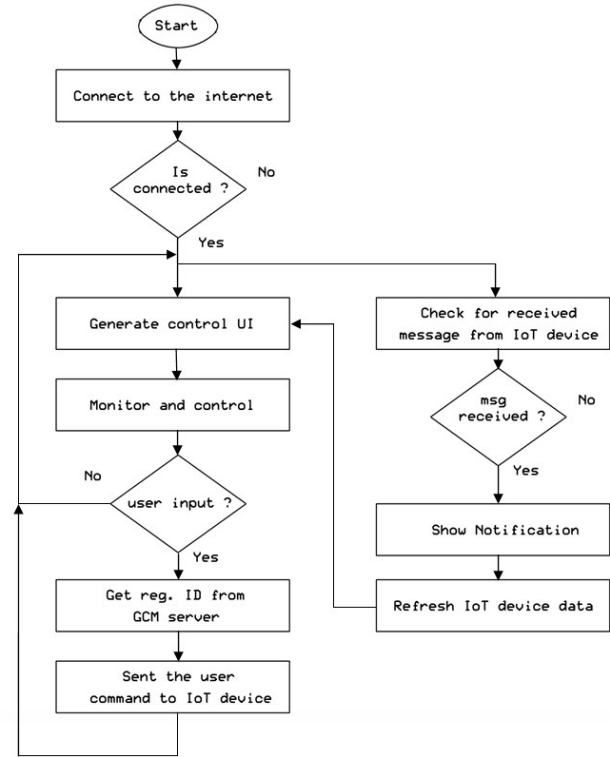 Start
Connect to the internet
Is
connected ?
No
Yes
Generate control UI
Check for received
message from IoT device
Monitor and control
msg
received ?
No
Yes
No
user input ?
Yes
Show Notification
Get reg. ID from
GCM server
Refresh IoT device data
Sent the user
command to IoT device